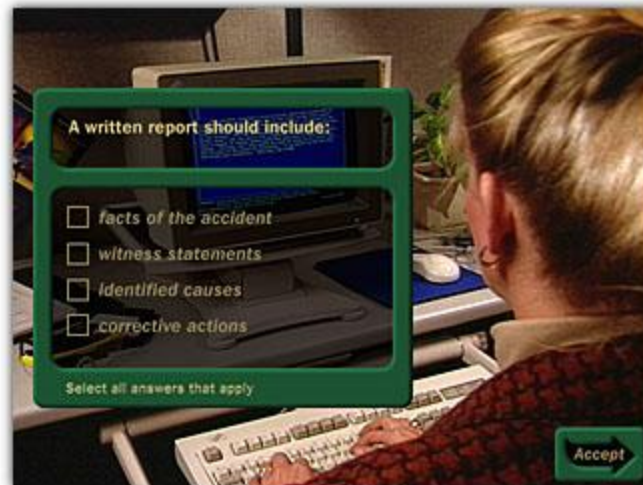 A written report should include:
facts of the accident
witness statements
Identified causes
corrective actions
Select all answers that apply
Accept